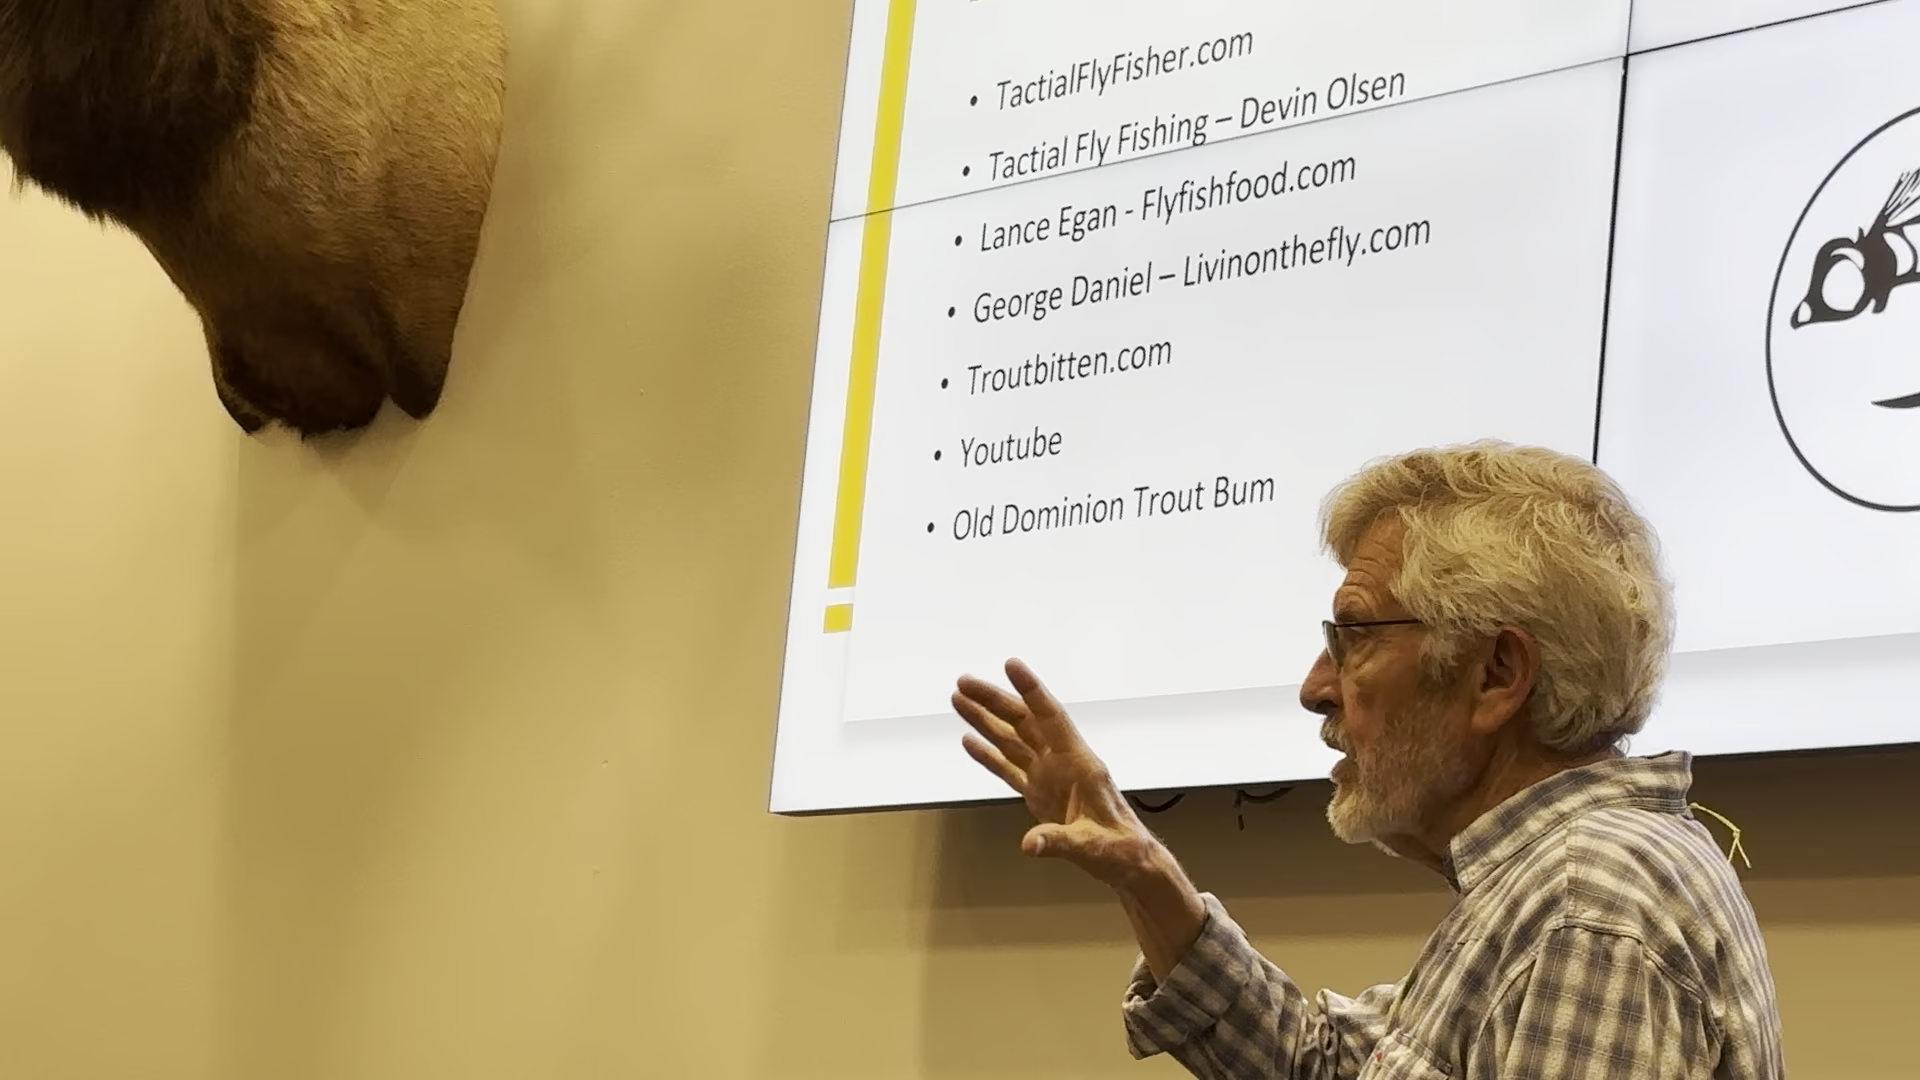 • TactialFlyFisher.com
• Tactial Fly Fishing – Devin Olsen
• Lance Egan - Flyfishfood.com
• George Daniel – Livinonthefly.com
• Troutbitten.com
• Youtube
• Old Dominion Trout Bum